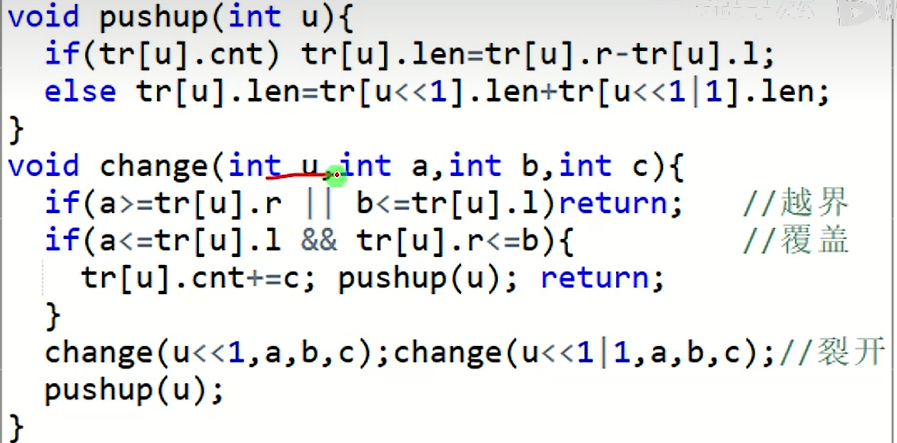 void pushup(int u){
  if(tr[u].cnt) tr[u].len=tr[u].r-tr[u].l;
  else tr[u].len=tr[u<<1].len+tr[u<<1|1].len;
}
void change(int u,int a,int b,int c){
  if(a>=tr[u].r || b<=tr[u].l)return;   //越界
  if(a<=tr[u].l && tr[u].r<=b){         //覆盖
    tr[u].cnt+=c; pushup(u); return;
  }
  change(u<<1,a,b,c);change(u<<1|1,a,b,c);//裂开
  pushup(u);
}